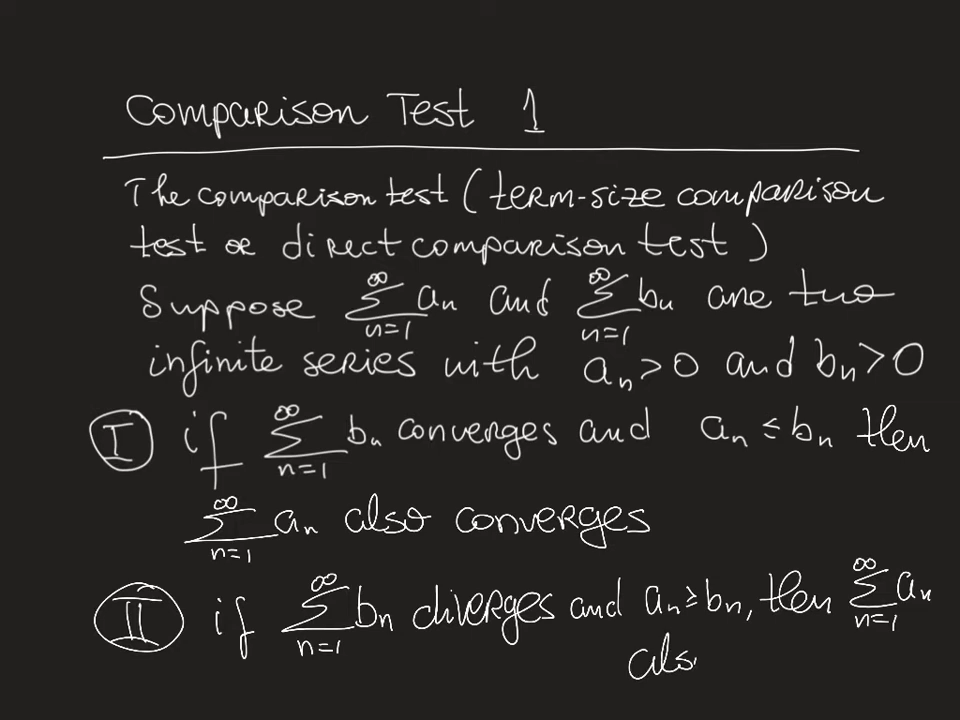 Comparison Test 1
The comparison test (term-size comparison
test or direct comparison test)
Suppose ∞∑n=1 an and ∞∑n=1 bn are two
infinite series with an > 0 and bn > 0
I if ∞∑n=1 bn converges and an ≤ bn then
∞∑n=1 an also converges
II if ∞∑n=1 bn diverges and an ≥ bn, then ∞∑n=1 an
als